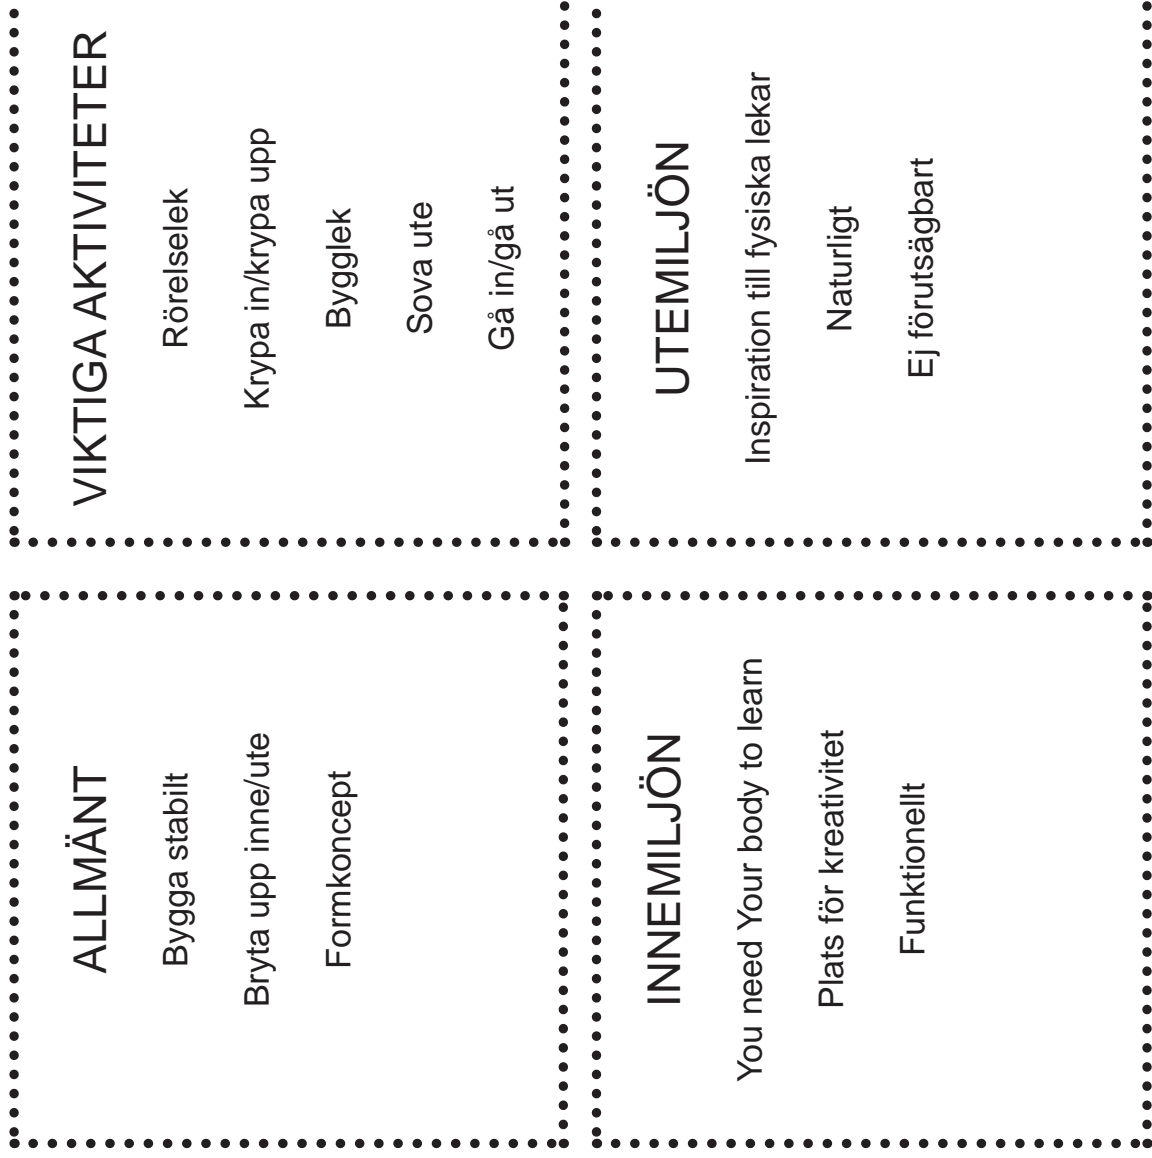 ALLMÄNT
Bygga stabilt
Bryta upp inne/ute
Formkoncept
VIKTIGA AKTIVITETER
Rörelselek
Krypa in/krypa upp
Bygglek
Sova ute
Gå in/gå ut
INNEMILJÖN
You need Your body to learn
Plats för kreativitet
Funktionellt
UTEMILJÖN
Inspiration till fysiska lekar
Naturligt
Ej förutsägbart